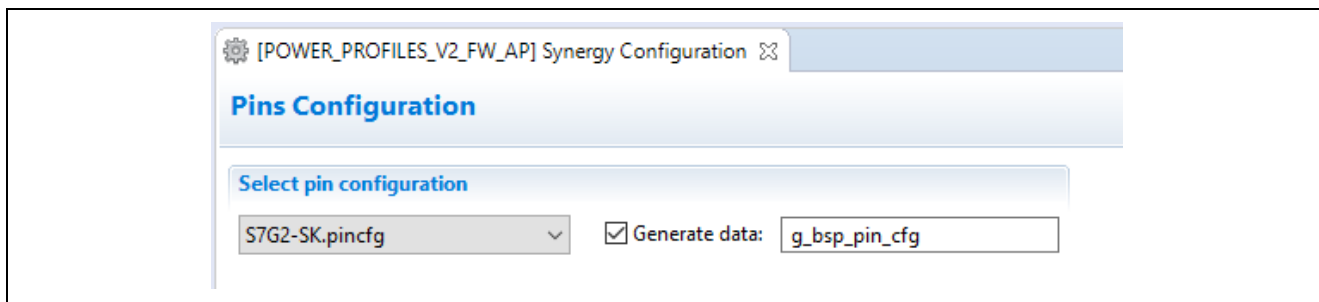 [POWER_PROFILES_V2_FW_AP] Synergy Configuration
Pins Configuration
Select pin configuration
S7G2-SK.pincfg Generate data: g_bsp_pin_cfg